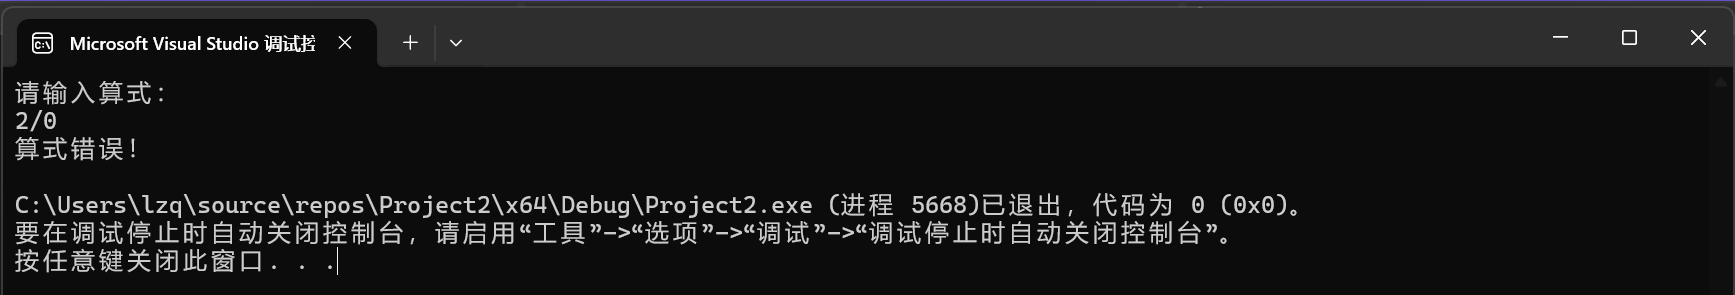 Microsoft Visual Studio 调试控
请输入算式：
2/0
算式错误！
C:\Users\lzq\source\repos\Project2\x64\Debug\Project2.exe (进程 5668)已退出，代码为 0 (0x0)。
要在调试停止时自动关闭控制台，请启用“工具”->“选项”->“调试”->“调试停止时自动关闭控制台”。
按任意键关闭此窗口. . .